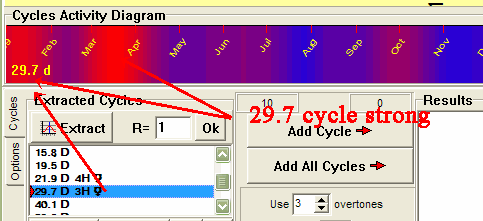 Cycles Activity Diagram
Feb Mar Apr May Jun Jul Aug Sep Oct Nov
29.7 d
Cycles
Options
Extracted Cycles
Extract
R= 1
Ok
15.8 D
19.5 D
21.9 D 4H
29.7 D 3H
40.1 D
10
0
29.7 cycle strong
Add Cycle
Add All Cycles
Use 3 overtones
Results